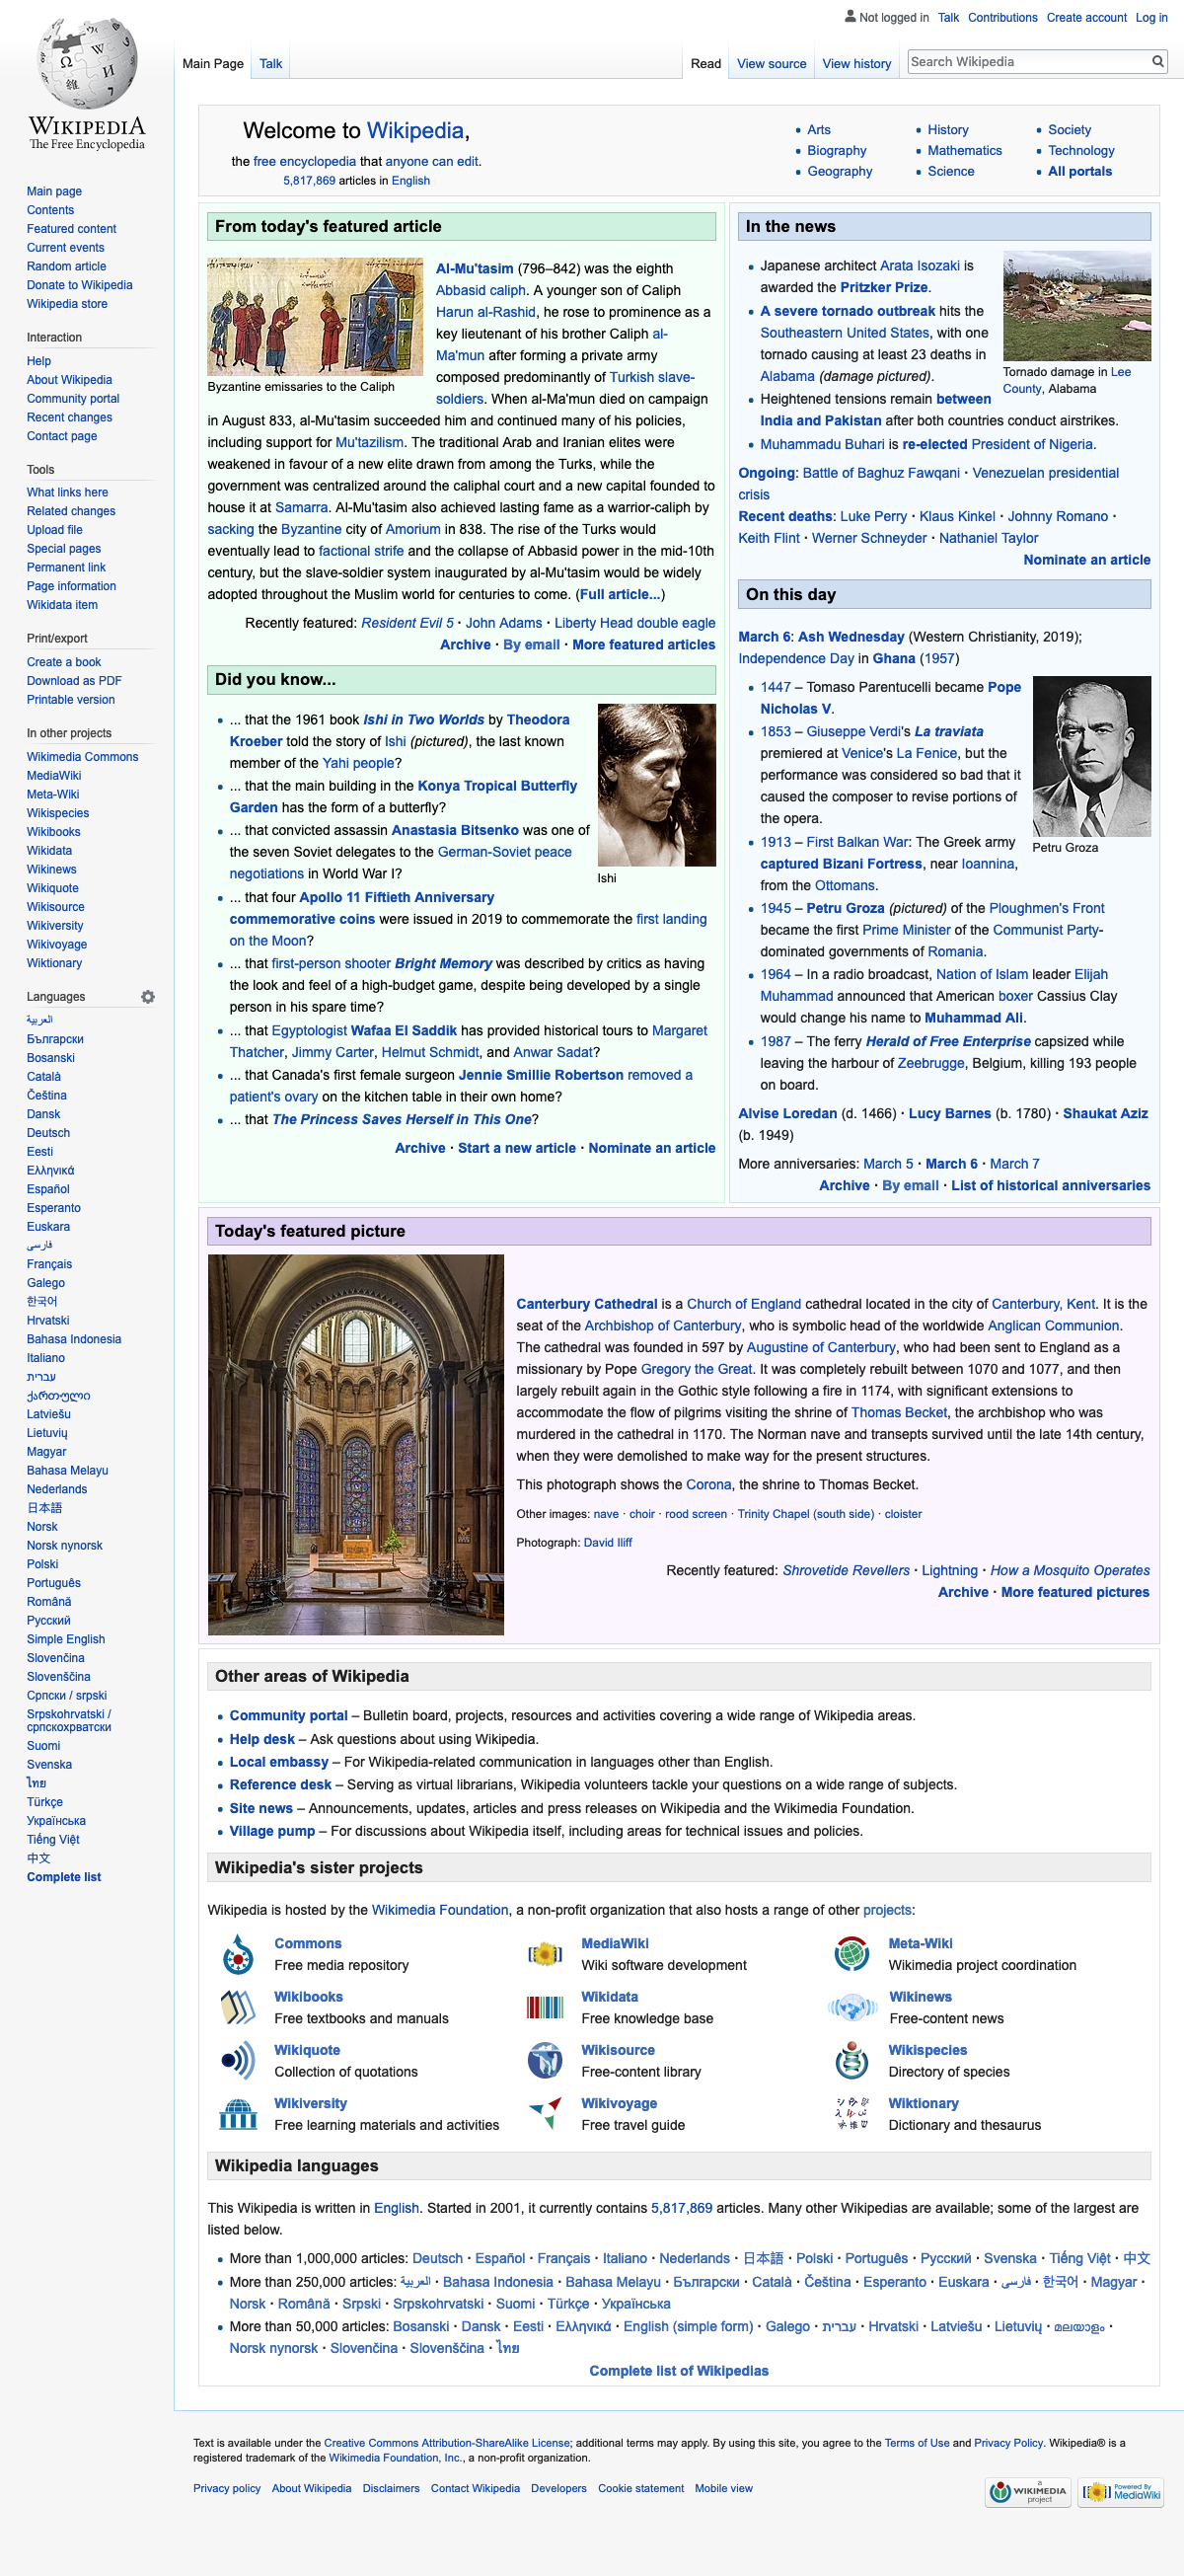 Not logged in Talk Contributions Create account Log in
Main Page Talk
Read View source View history Search Wikipedia
WIKIPEDIA
The Free Encyclopedia
Main page
Contents
Featured content
Current events
Random article
Donate to Wikipedia
Wikipedia store
Interaction
Help
About Wikipedia
Community portal
Recent changes
Contact page
Tools
What links here
Related changes
Upload file
Special pages
Permanent link
Page information
Wikidata item
Print/export
Create a book
Download as PDF
Printable version
In other projects
Wikimedia Commons
MediaWiki
Meta-Wiki
Wikispecies
Wikibooks
Wikidata
Wikinews
Wikiquote
Wikisource
Wikiversity
Wikivoyage
Wiktionary
Languages
العربية
Български
Bosanski
Català
Čeština
Dansk
Deutsch
Eesti
Ελληνικά
Español
Esperanto
Euskara
فارسی
Français
Galego
한국어
Hrvatski
Bahasa Indonesia
Italiano
עברית
ქართული
Latviešu
Lietuvių
Magyar
Bahasa Melayu
Nederlands
日本語
Norsk
Norsk nynorsk
Polski
Português
Română
Русский
Simple English
Slovenčina
Slovenščina
Српски / srpski
Srpskohrvatski /
српскохрватски
Suomi
Svenska
ไทย
Türkçe
Українська
Tiếng Việt
中文
Complete list
Welcome to Wikipedia,
the free encyclopedia that anyone can edit.
5,817,869 articles in English
Arts
Biography
Geography
History
Mathematics
Science
Society
Technology
All portals
From today's featured article
Byzantine emissaries to the Caliph
Al-Mu'tasim (796–842) was the eighth
Abbasid caliph. A younger son of Caliph
Harun al-Rashid, he rose to prominence as a
key lieutenant of his brother Caliph al-
Ma'mun after forming a private army
composed predominantly of Turkish slave-
soldiers. When al-Ma'mun died on campaign
in August 833, al-Mu'tasim succeeded him and continued many of his policies,
including support for Mu'tazilism. The traditional Arab and Iranian elites were
weakened in favour of a new elite drawn from among the Turks, while the
government was centralized around the caliphal court and a new capital founded to
house it at Samarra. Al-Mu'tasim also achieved lasting fame as a warrior-caliph by
sacking the Byzantine city of Amorium in 838. The rise of the Turks would
eventually lead to factional strife and the collapse of Abbasid power in the mid-10th
century, but the slave-soldier system inaugurated by al-Mu'tasim would be widely
adopted throughout the Muslim world for centuries to come. (Full article...)
Recently featured: Resident Evil 5 · John Adams · Liberty Head double eagle
Archive · By email · More featured articles
Did you know...
... that the 1961 book Ishi in Two Worlds by Theodora
Kroeber told the story of Ishi (pictured), the last known
member of the Yahi people?
... that the main building in the Konya Tropical Butterfly
Garden has the form of a butterfly?
... that convicted assassin Anastasia Bitsenko was one of
the seven Soviet delegates to the German-Soviet peace
negotiations in World War I?
Ishi
... that four Apollo 11 Fiftieth Anniversary
commemorative coins were issued in 2019 to commemorate the first landing
on the Moon?
... that first-person shooter Bright Memory was described by critics as having
the look and feel of a high-budget game, despite being developed by a single
person in his spare time?
... that Egyptologist Wafaa El Saddik has provided historical tours to Margaret
Thatcher, Jimmy Carter, Helmut Schmidt, and Anwar Sadat?
... that Canada's first female surgeon Jennie Smillie Robertson removed a
patient's ovary on the kitchen table in their own home?
... that The Princess Saves Herself in This One?
Archive · Start a new article · Nominate an article
In the news
Japanese architect Arata Isozaki is
awarded the Pritzker Prize.
A severe tornado outbreak hits the
Southeastern United States, with one
tornado causing at least 23 deaths in
Alabama (damage pictured).
Tornado damage in Lee
County, Alabama
Heightened tensions remain between
India and Pakistan after both countries conduct airstrikes.
Muhammadu Buhari is re-elected President of Nigeria.
Ongoing: Battle of Baghuz Fawqani · Venezuelan presidential
crisis
Recent deaths: Luke Perry · Klaus Kinkel · Johnny Romano ·
Keith Flint · Werner Schneyder · Nathaniel Taylor
Nominate an article
On this day
March 6: Ash Wednesday (Western Christianity, 2019);
Independence Day in Ghana (1957)
1447 – Tomaso Parentucelli became Pope
Nicholas V.
1853 – Giuseppe Verdi's La traviata
premiered at Venice's La Fenice, but the
performance was considered so bad that it
caused the composer to revise portions of
the opera.
Petru Groza
1913 – First Balkan War: The Greek army
captured Bizani Fortress, near Ioannina,
from the Ottomans.
1945 – Petru Groza (pictured) of the Ploughmen's Front
became the first Prime Minister of the Communist Party-
dominated governments of Romania.
1964 – In a radio broadcast, Nation of Islam leader Elijah
Muhammad announced that American boxer Cassius Clay
would change his name to Muhammad Ali.
1987 – The ferry Herald of Free Enterprise capsized while
leaving the harbour of Zeebrugge, Belgium, killing 193 people
on board.
Alvise Loredan (d. 1466) · Lucy Barnes (b. 1780) · Shaukat Aziz
(b. 1949)
More anniversaries: March 5 · March 6 · March 7
Archive · By email · List of historical anniversaries
Today's featured picture
Canterbury Cathedral is a Church of England cathedral located in the city of Canterbury, Kent. It is the
seat of the Archbishop of Canterbury, who is symbolic head of the worldwide Anglican Communion.
The cathedral was founded in 597 by Augustine of Canterbury, who had been sent to England as a
missionary by Pope Gregory the Great. It was completely rebuilt between 1070 and 1077, and then
largely rebuilt again in the Gothic style following a fire in 1174, with significant extensions to
accommodate the flow of pilgrims visiting the shrine of Thomas Becket, the archbishop who was
murdered in the cathedral in 1170. The Norman nave and transepts survived until the late 14th century,
when they were demolished to make way for the present structures.
This photograph shows the Corona, the shrine to Thomas Becket.
Other images: nave · choir · rood screen · Trinity Chapel (south side) · cloister
Photograph: David Iliff
Recently featured: Shrovetide Revellers · Lightning · How a Mosquito Operates
Archive · More featured pictures
Other areas of Wikipedia
Community portal – Bulletin board, projects, resources and activities covering a wide range of Wikipedia areas.
Help desk – Ask questions about using Wikipedia.
Local embassy – For Wikipedia-related communication in languages other than English.
Reference desk – Serving as virtual librarians, Wikipedia volunteers tackle your questions on a wide range of subjects.
Site news – Announcements, updates, articles and press releases on Wikipedia and the Wikimedia Foundation.
Village pump – For discussions about Wikipedia itself, including areas for technical issues and policies.
Wikipedia's sister projects
Wikipedia is hosted by the Wikimedia Foundation, a non-profit organization that also hosts a range of other projects:
Commons
Free media repository
MediaWiki
Wiki software development
Meta-Wiki
Wikimedia project coordination
Wikibooks
Free textbooks and manuals
Wikidata
Free knowledge base
Wikinews
Free-content news
Wikiquote
Collection of quotations
Wikisource
Free-content library
Wikispecies
Directory of species
Wikiversity
Free learning materials and activities
Wikivoyage
Free travel guide
Wiktionary
Dictionary and thesaurus
Wikipedia languages
This Wikipedia is written in English. Started in 2001, it currently contains 5,817,869 articles. Many other Wikipedias are available; some of the largest are
listed below.
More than 1,000,000 articles: Deutsch · Español · Français · Italiano · Nederlands · 日本語 · Polski · Português · Русский · Svenska · Tiếng Việt · 中文
More than 250,000 articles: العربية · Bahasa Indonesia · Bahasa Melayu · Български · Català · Čeština · Esperanto · Euskara · فارسی · 한국어 · Magyar ·
Norsk · Română · Srpski · Srpskohrvatski · Suomi · Türkçe · Українська
More than 50,000 articles: Bosanski · Dansk · Eesti · Ελληνικά · English (simple form) · Galego · עברית · Hrvatski · Latviešu · Lietuvių · മലയാളം ·
Norsk nynorsk · Slovenčina · Slovenščina · ไทย
Complete list of Wikipedias
Text is available under the Creative Commons Attribution-ShareAlike License; additional terms may apply. By using this site, you agree to the Terms of Use and Privacy Policy. Wikipedia® is a
registered trademark of the Wikimedia Foundation, Inc., a non-profit organization.
Privacy policy About Wikipedia Disclaimers Contact Wikipedia Developers Cookie statement Mobile view
a
WIKIMEDIA
project
Powered By
MediaWiki